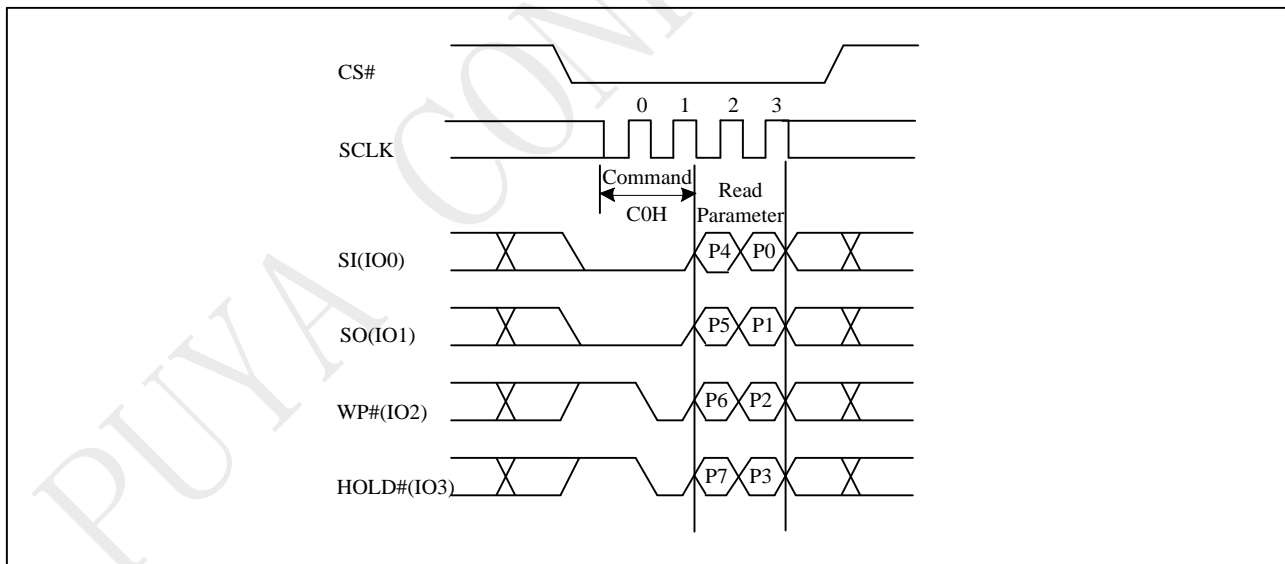 CS#
0 1 2 3
SCLK
Command
C0H
Read
Parameter
SI(IO0)
P4 P0
SO(IO1)
P5 P1
WP#(IO2)
P6 P2
HOLD#(IO3)
P7 P3
PUYA CON